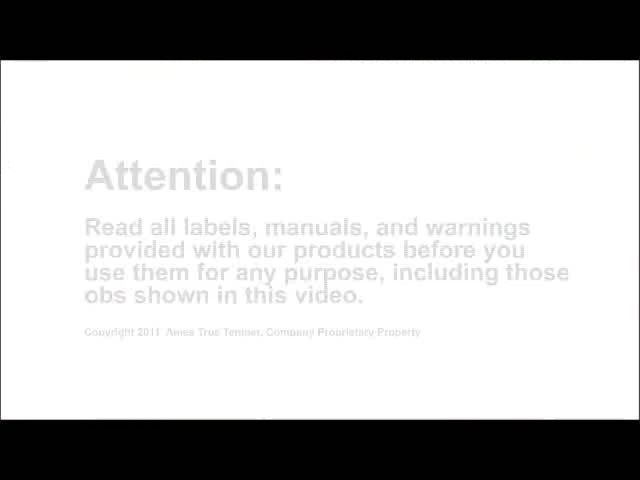 Attention:
Read all labels, manuals, and warnings
provided with our products before you
use them for any purpose, including those
obs shown in this video.
Copyright 2011 Ames True Temper, Company Proprietary Property